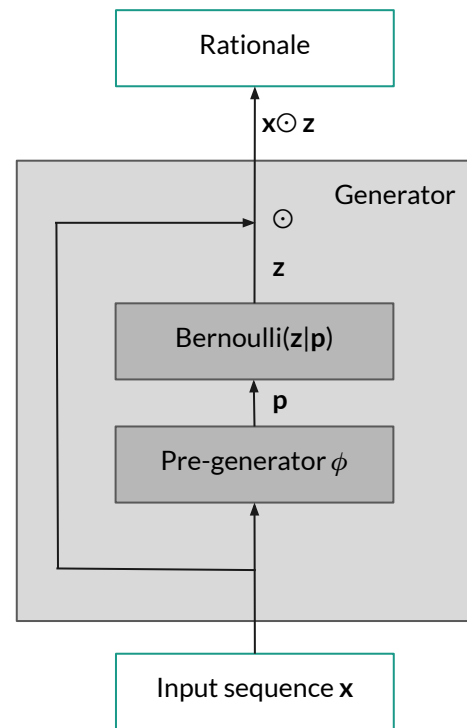 Rationale
x⊙ z
Generator
⊙
z
Bernoulli(z|p)
p
Pre-generator ϕ
Input sequence x